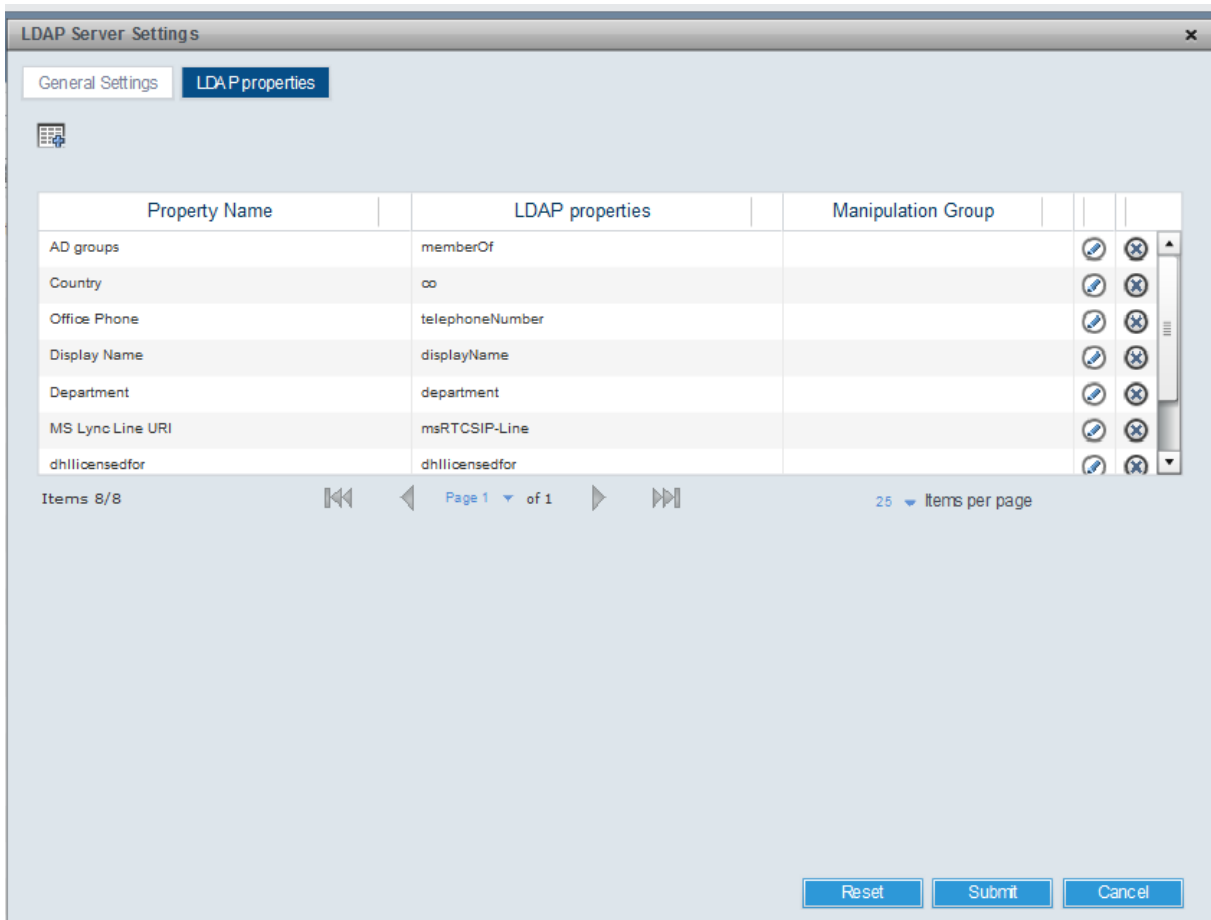 LDAP Server Settings
General Settings LDAP properties
Property Name LDAP properties Manipulation Group
AD groups memberOf
Country co
Office Phone telephoneNumber
Display Name displayName
Department department
MS Lync Line URI msRTCSIP-Line
dhllicensedfor dhllicensedfor
Items 8/8 Page 1 of 1 25 Items per page
Reset Submit Cancel